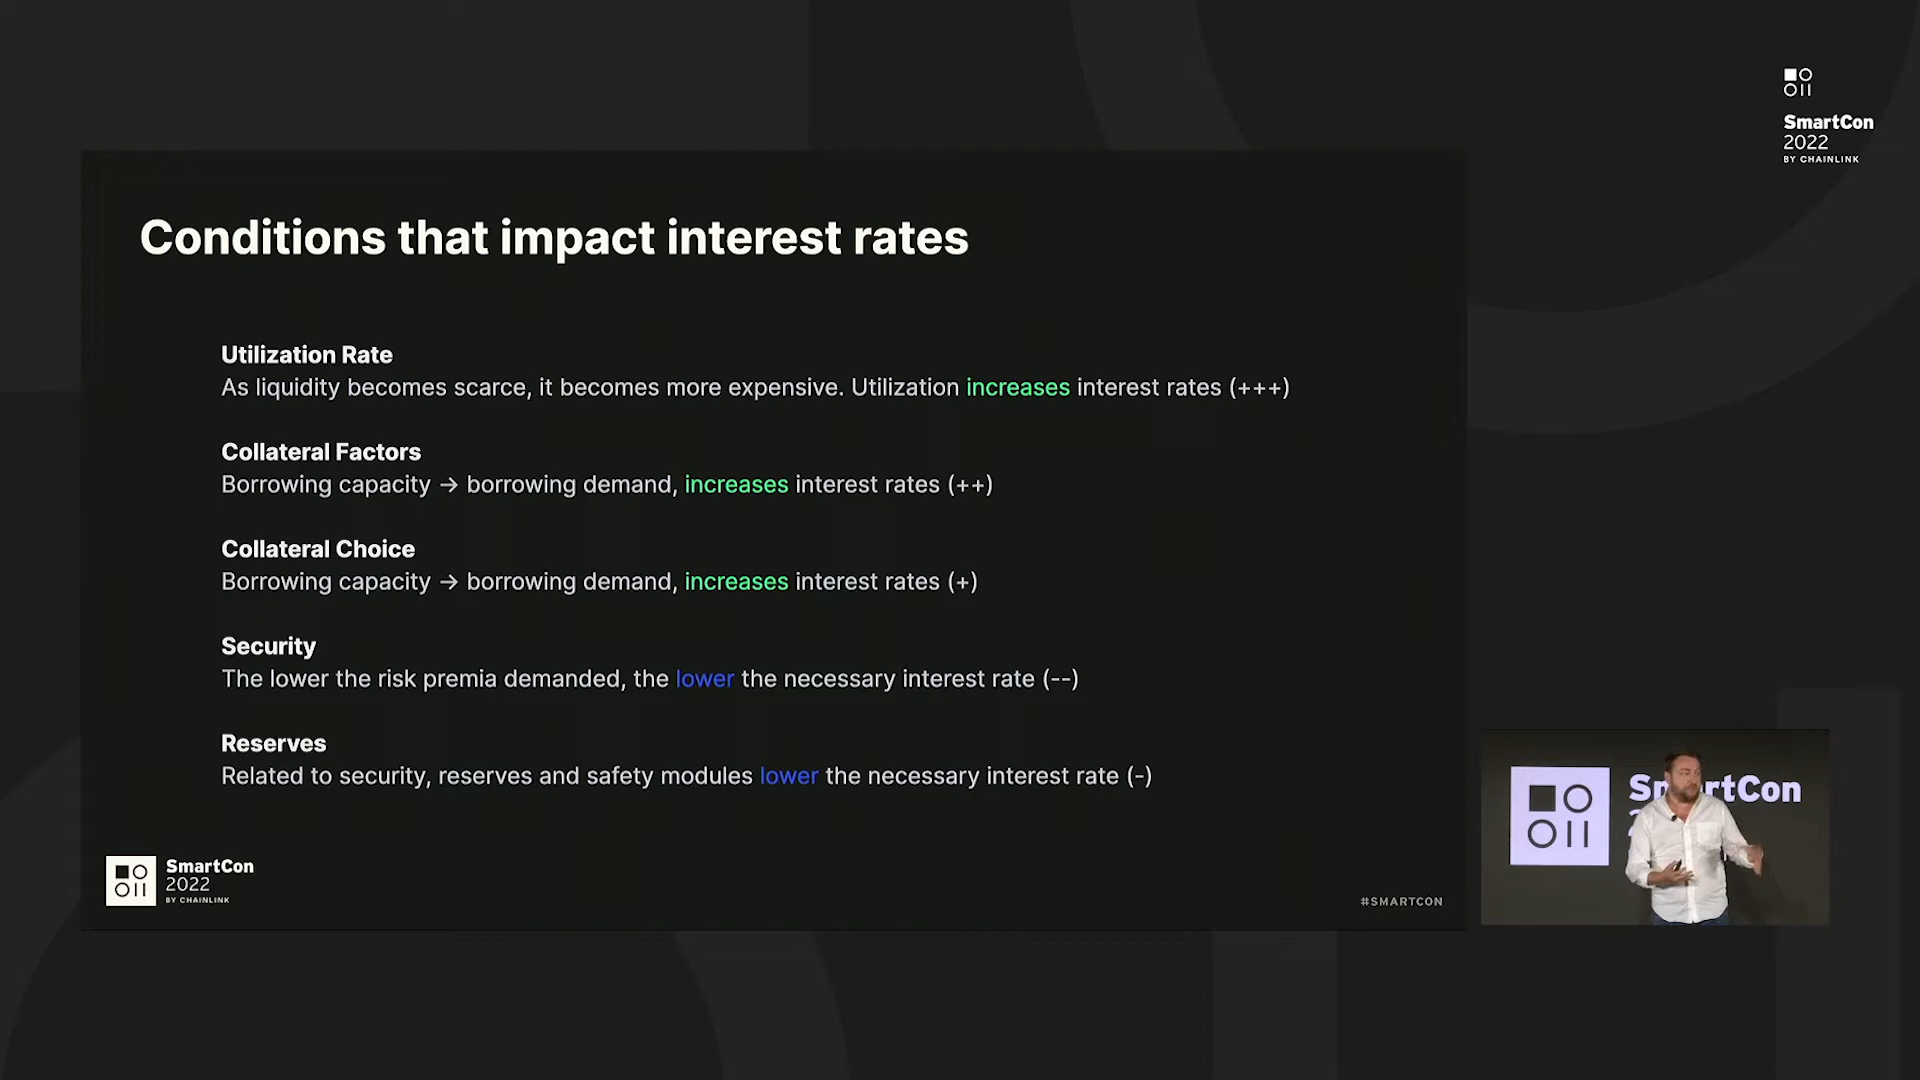 SmartCon
2022
BY CHAINLINK
Conditions that impact interest rates
Utilization Rate
As liquidity becomes scarce, it becomes more expensive. Utilization increases interest rates (+++)
Collateral Factors
Borrowing capacity → borrowing demand, increases interest rates (++)
Collateral Choice
Borrowing capacity → borrowing demand, increases interest rates (+)
Security
The lower the risk premia demanded, the lower the necessary interest rate (--)
Reserves
Related to security, reserves and safety modules lower the necessary interest rate (-)
SmartCon
2022
BY CHAINLINK
#SMARTCON